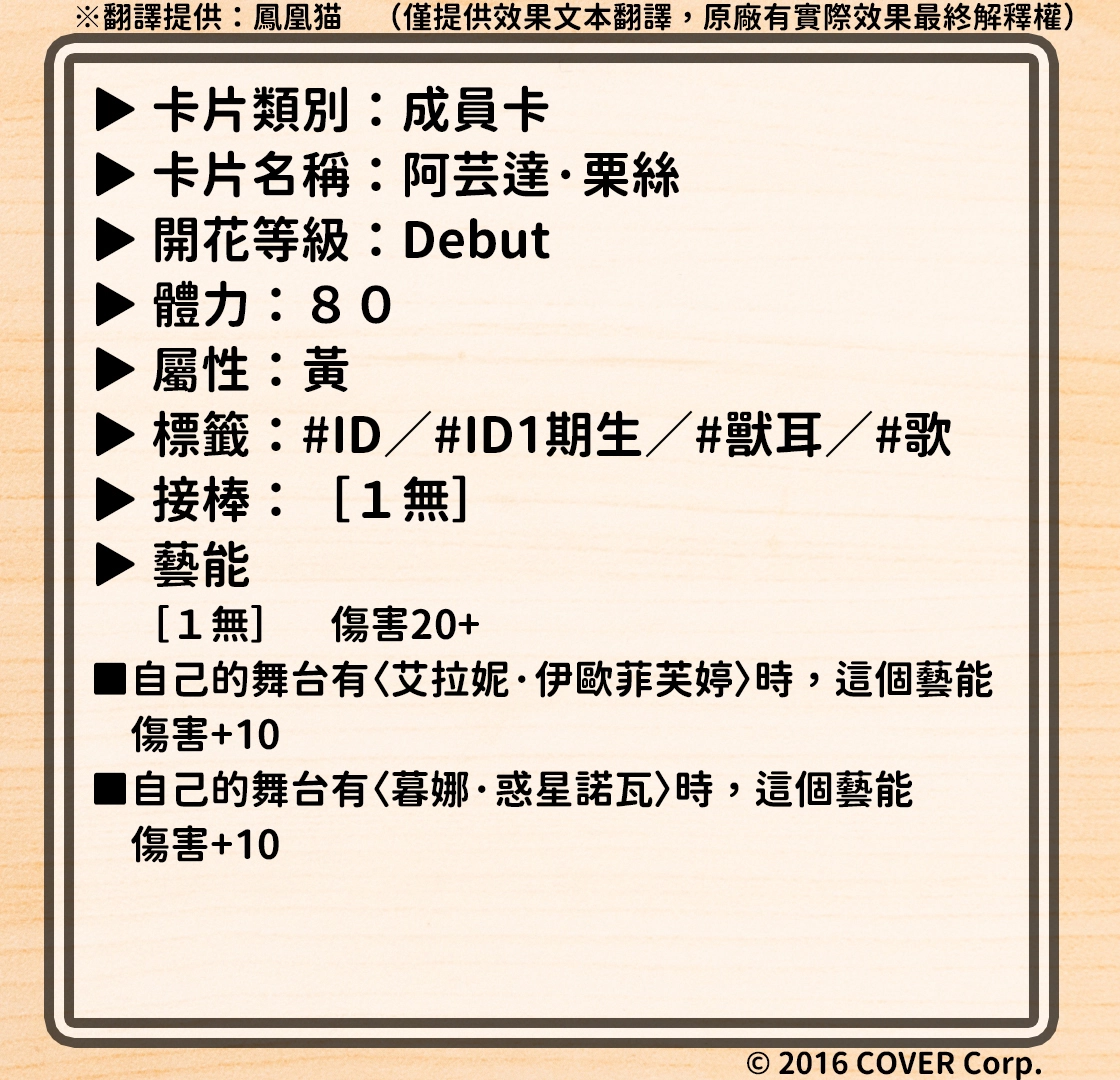 ※翻譯提供：鳳凰猫 （僅提供效果文本翻譯，原廠有實際效果最終解釋權）
▶ 卡片類別：成員卡
▶ 卡片名稱：阿芸達·栗絲
▶ 開花等級：Debut
▶ 體力：８０
▶ 屬性：黃
▶ 標籤：#ID／#ID1期生／#獸耳／#歌
▶ 接棒：［１無］
▶ 藝能
［１無］ 傷害20+
■自己的舞台有〈艾拉妮·伊歐菲芙婷〉時，這個藝能
傷害+10
■自己的舞台有〈暮娜·惑星諾瓦〉時，這個藝能
傷害+10
© 2016 COVER Corp.